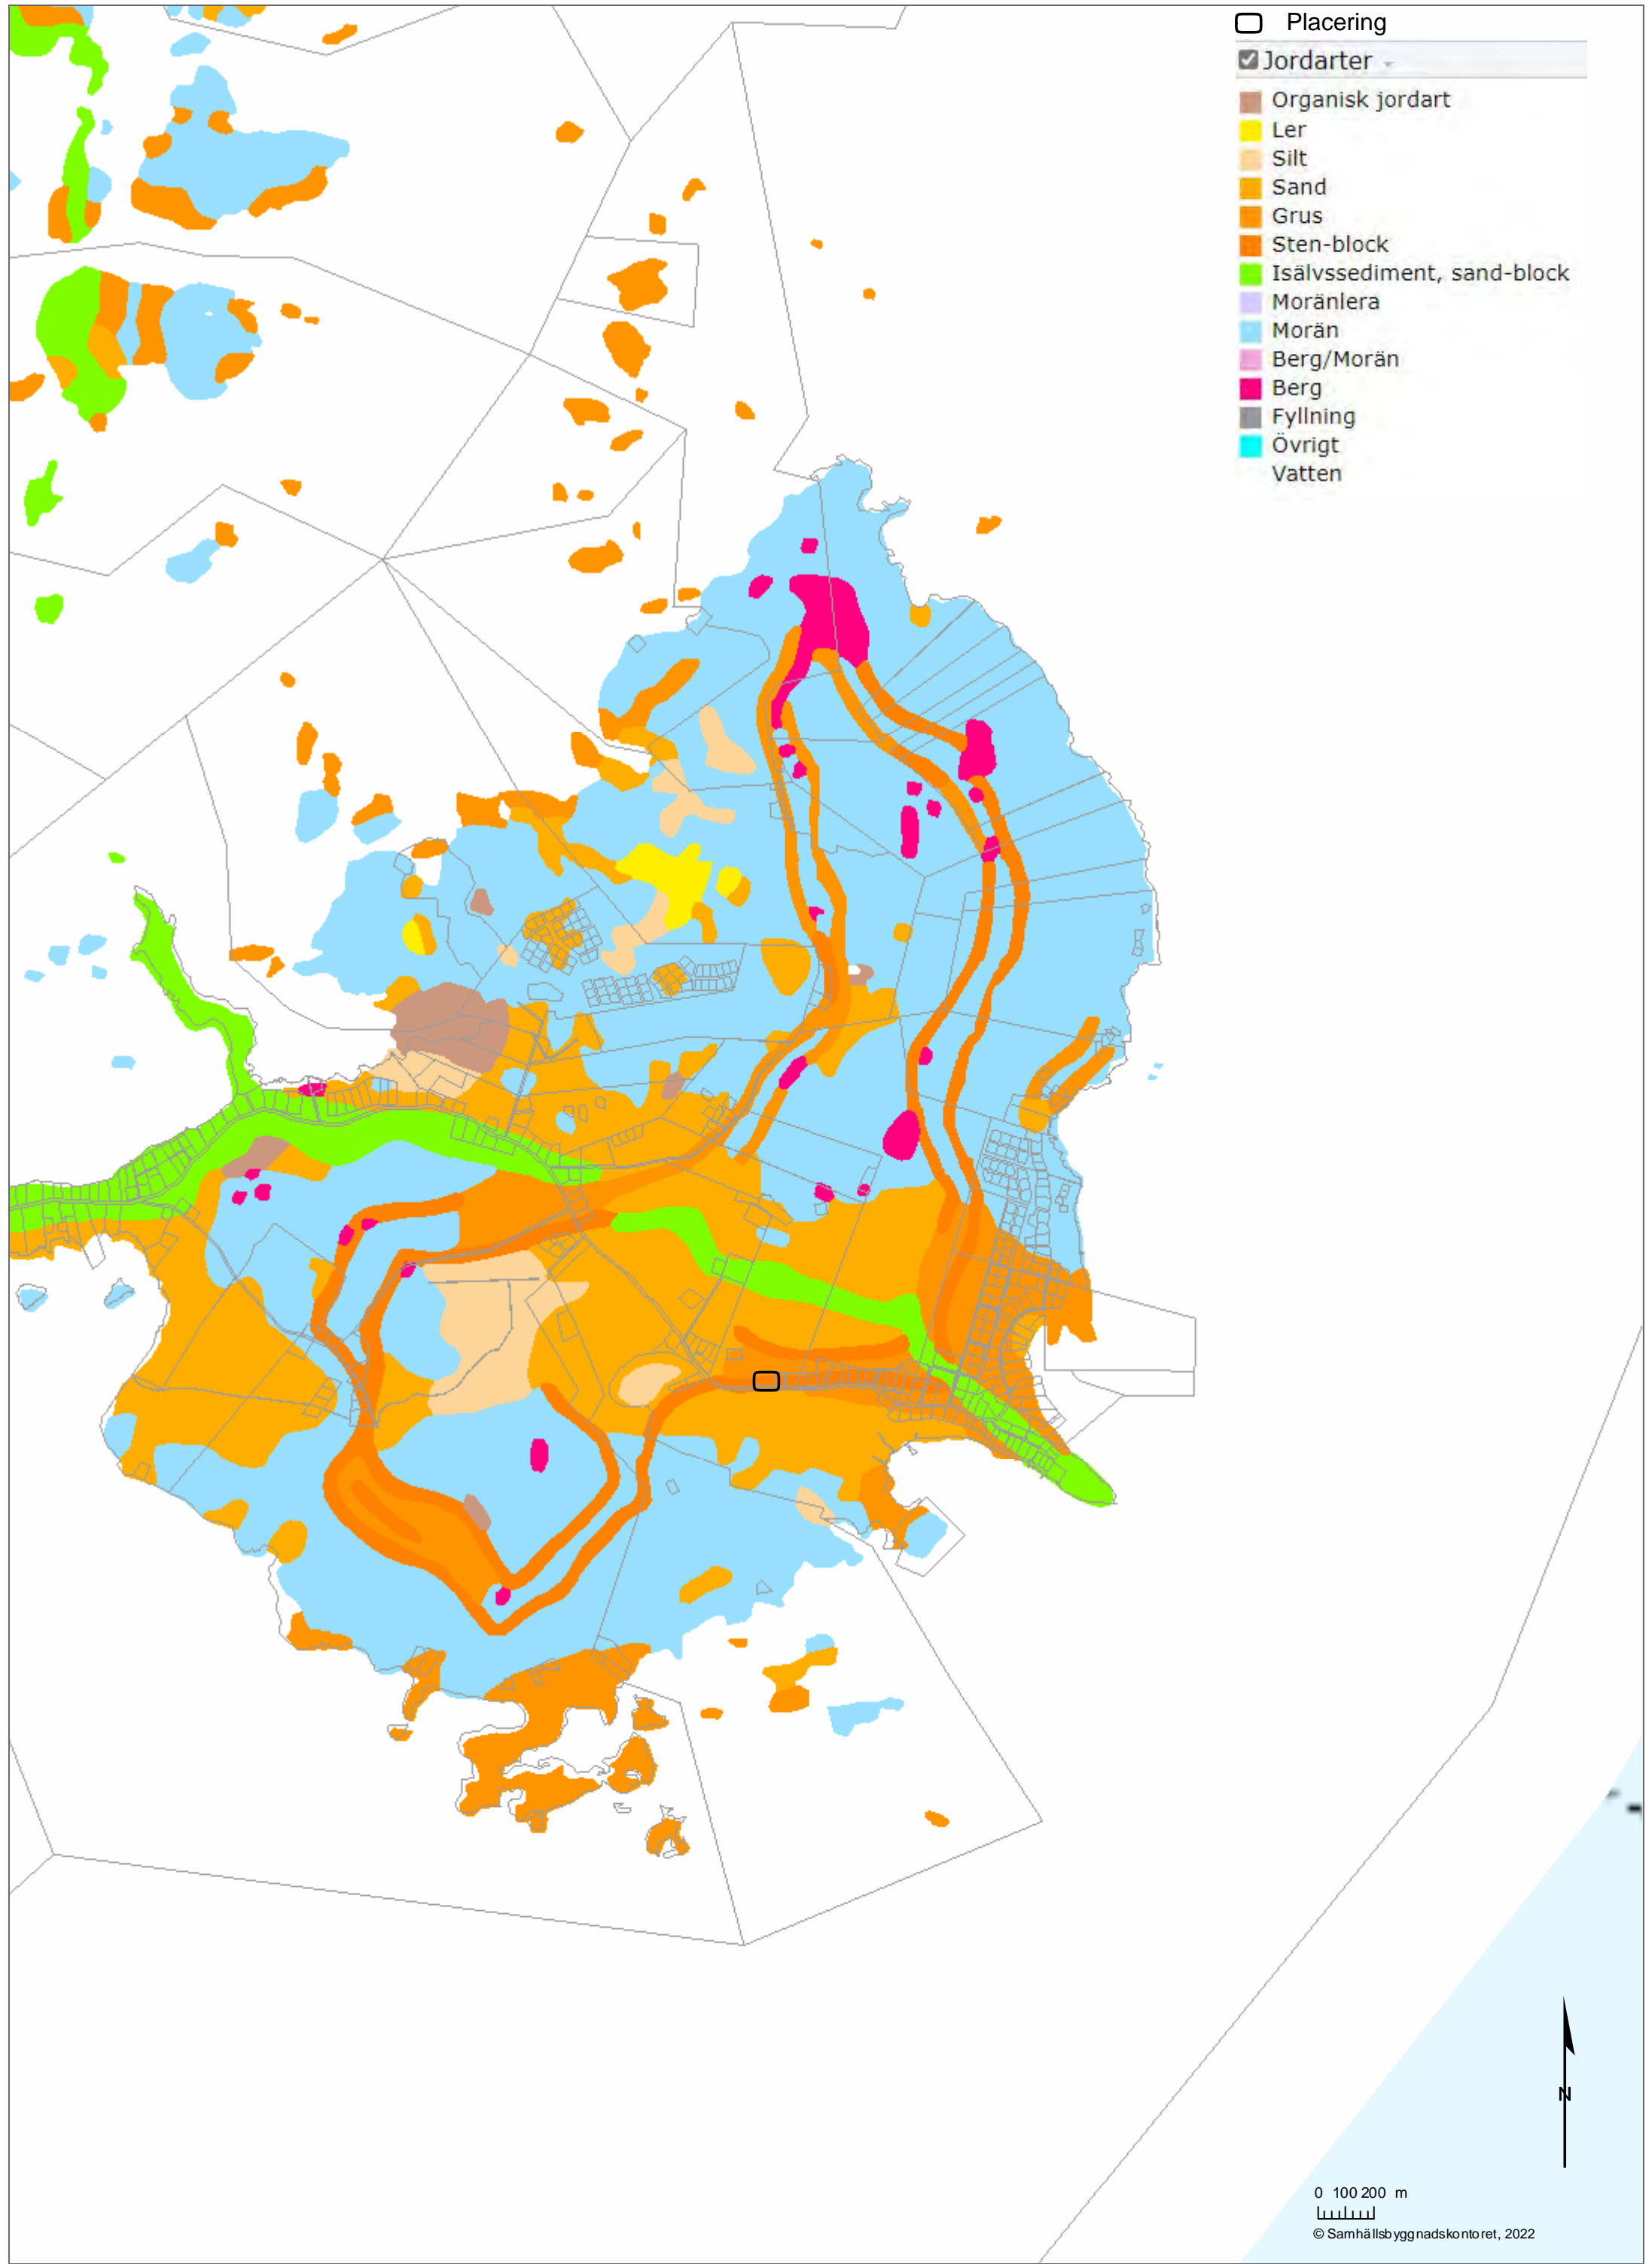 Placering
Jordarter
Organisk jordart
Ler
Silt
Sand
Grus
Sten-block
Isälvssediment, sand-block
Moränlera
Morän
Berg/Morän
Berg
Fyllning
Övrigt
Vatten
N
0 100 200 m
© Samhällsbyggnadskontoret, 2022